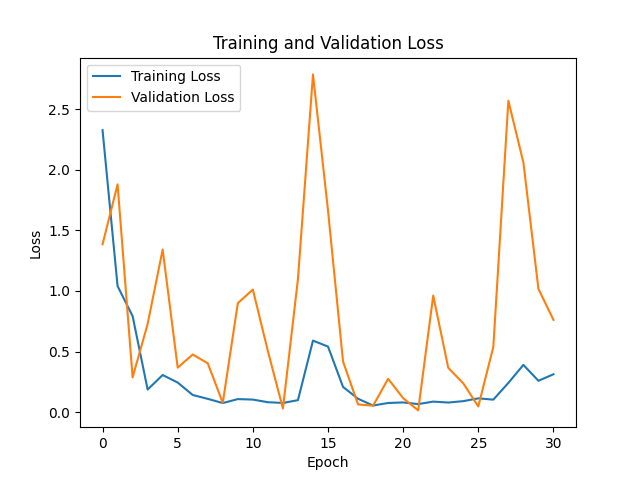 Training and Validation Loss
Training Loss
Validation Loss
2.5
2.0
1.5
1.0
0.5
0.0
Loss
0 5 10 15 20 25 30
Epoch